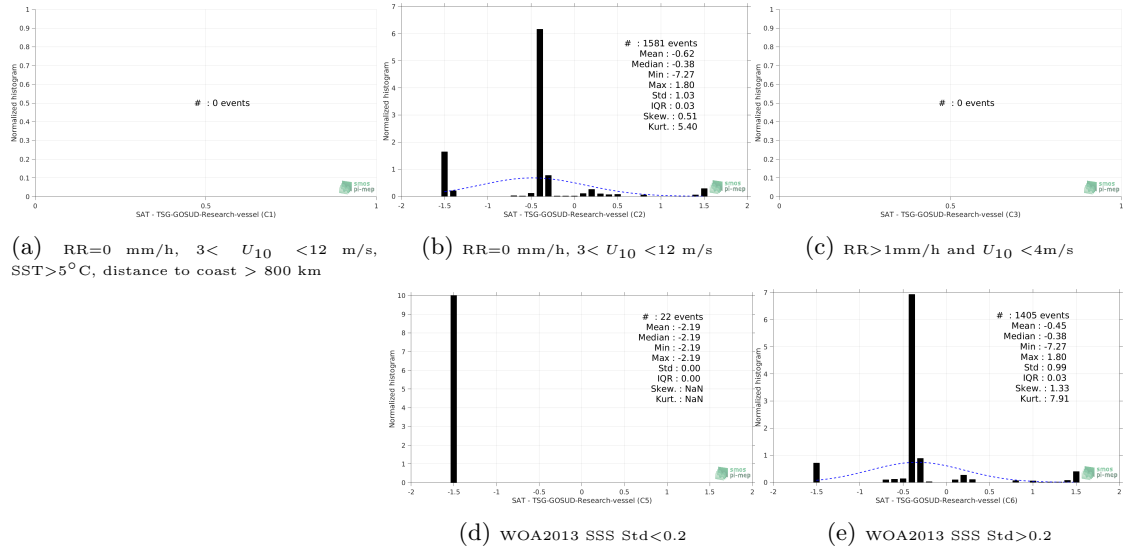 1
0.9
0.8
0.7
0.6
0.5
0.4
0.3
0.2
0.1
0
Normalized histogram
# : 0 events
smos
pi-mep
0 0.5 1
SAT - TSG-GOSUD-Research-vessel (C1)
(a) RR=0 mm/h, 3< U10 <12 m/s,
SST>5°C, distance to coast > 800 km
7
6
5
4
3
2
1
0
Normalized histogram
# : 1581 events
Mean : -0.62
Median : -0.38
Min : -7.27
Max : 1.80
Std : 1.03
IQR : 0.03
Skew. : 0.51
Kurt. : 5.40
smos
pi-mep
-2 -1.5 -1 -0.5 0 0.5 1 1.5 2
SAT - TSG-GOSUD-Research-vessel (C2)
(b) RR=0 mm/h, 3< U10 <12 m/s
1
0.9
0.8
0.7
0.6
0.5
0.4
0.3
0.2
0.1
0
Normalized histogram
# : 0 events
smos
pi-mep
0 0.5 1
SAT - TSG-GOSUD-Research-vessel (C3)
(c) RR>1mm/h and U10 <4m/s
10
9
8
7
6
5
4
3
2
1
0
Normalized histogram
# : 22 events
Mean : -2.19
Median : -2.19
Min : -2.19
Max : -2.19
Std : 0.00
IQR : 0.00
Skew. : NaN
Kurt. : NaN
smos
pi-mep
-2 -1.5 -1 -0.5 0 0.5 1 1.5 2
SAT - TSG-GOSUD-Research-vessel (C5)
(d) WOA2013 SSS Std<0.2
7
6
5
4
3
2
1
0
Normalized histogram
# : 1405 events
Mean : -0.45
Median : -0.38
Min : -7.27
Max : 1.80
Std : 0.99
IQR : 0.03
Skew. : 1.33
Kurt. : 7.91
smos
pi-mep
-2 -1.5 -1 -0.5 0 0.5 1 1.5 2
SAT - TSG-GOSUD-Research-vessel (C6)
(e) WOA2013 SSS Std>0.2